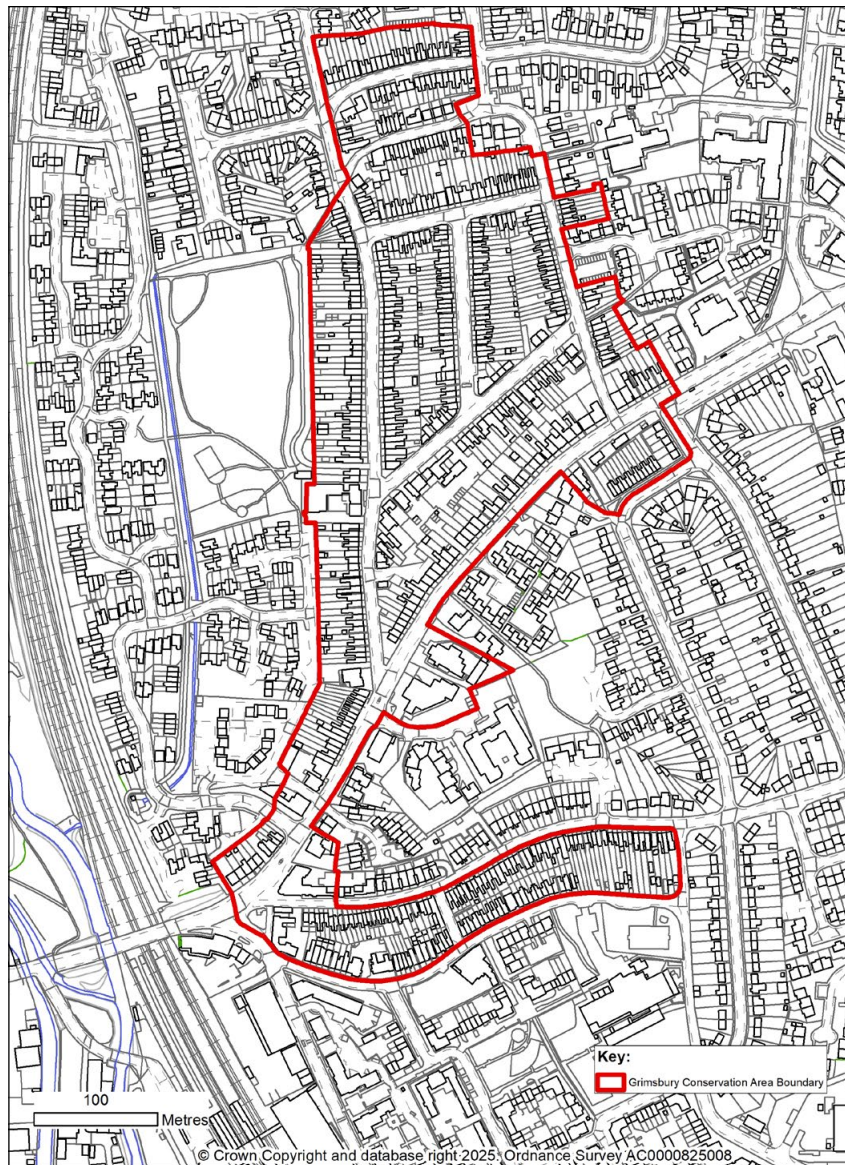 Key:
Grimsbury Conservation Area Boundary
100
Metres
© Crown Copyright and database right 2025. Ordnance Survey AC0000825008